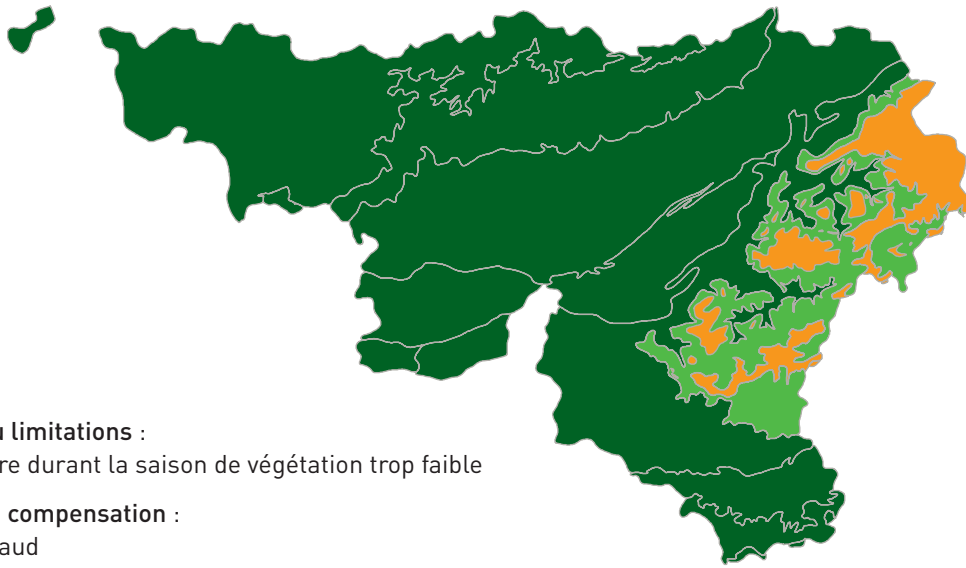 u limitations :
re durant la saison de végétation trop faible
compensation :
aud